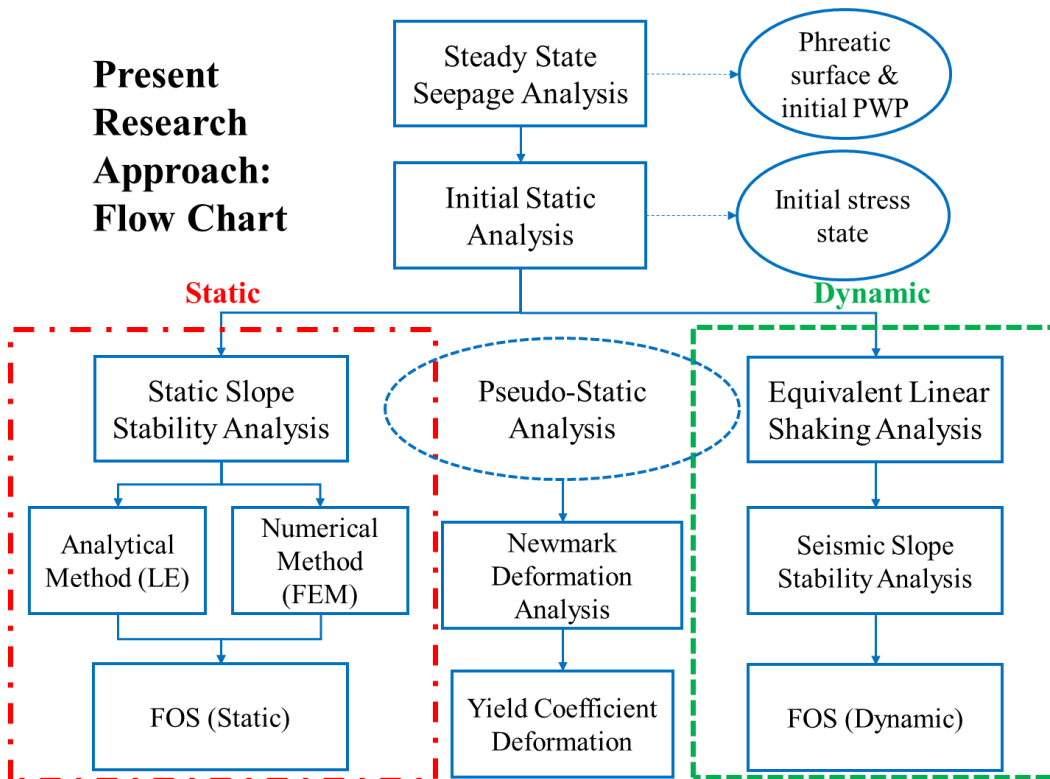 Present
Research
Approach:
Flow Chart
Steady State
Seepage Analysis
Phreatic
surface &
initial PWP
Initial Static
Analysis
Initial stress
state
Static
Dynamic
Static Slope
Stability Analysis
Pseudo-Static
Analysis
Equivalent Linear
Shaking Analysis
Analytical
Method (LE)
Numerical
Method
(FEM)
Newmark
Deformation
Analysis
Seismic Slope
Stability Analysis
FOS (Static)
Yield Coefficient
Deformation
FOS (Dynamic)